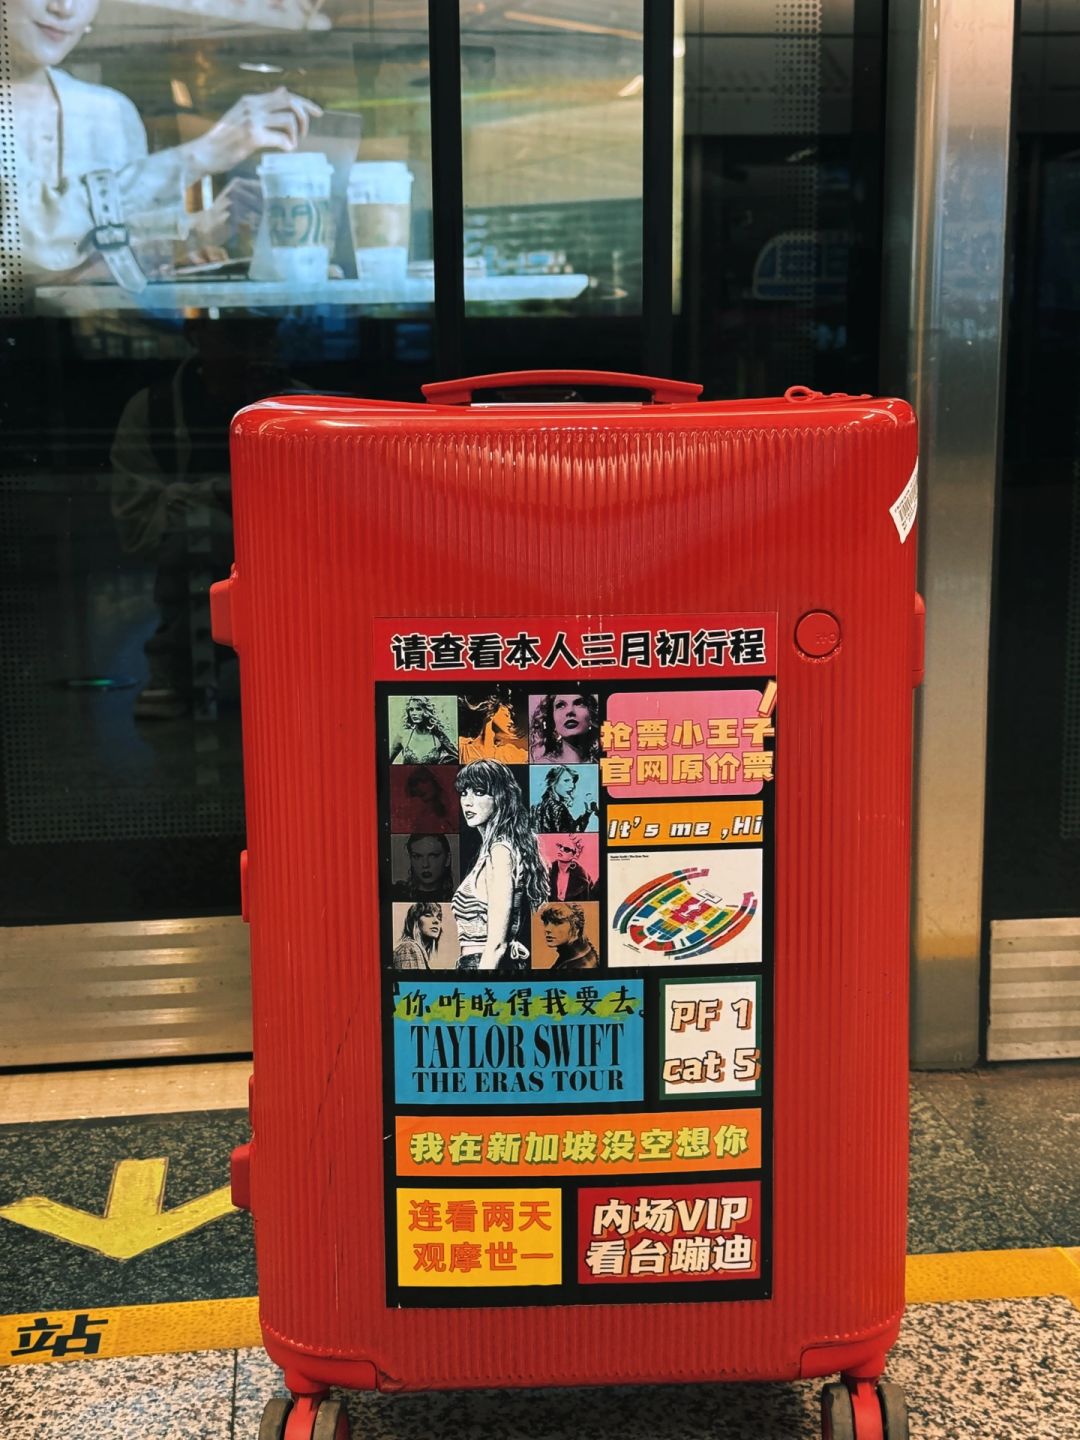 请查看本人三月初行程
抢票小王子
官网原价票
It's me ,Hi
你咋晓得我要去
TAYLOR SWIFT
THE ERAS TOUR
PF 1
cat 5
我在新加坡没空想你
连看两天
观摩世一
内场VIP
看台蹦迪
站